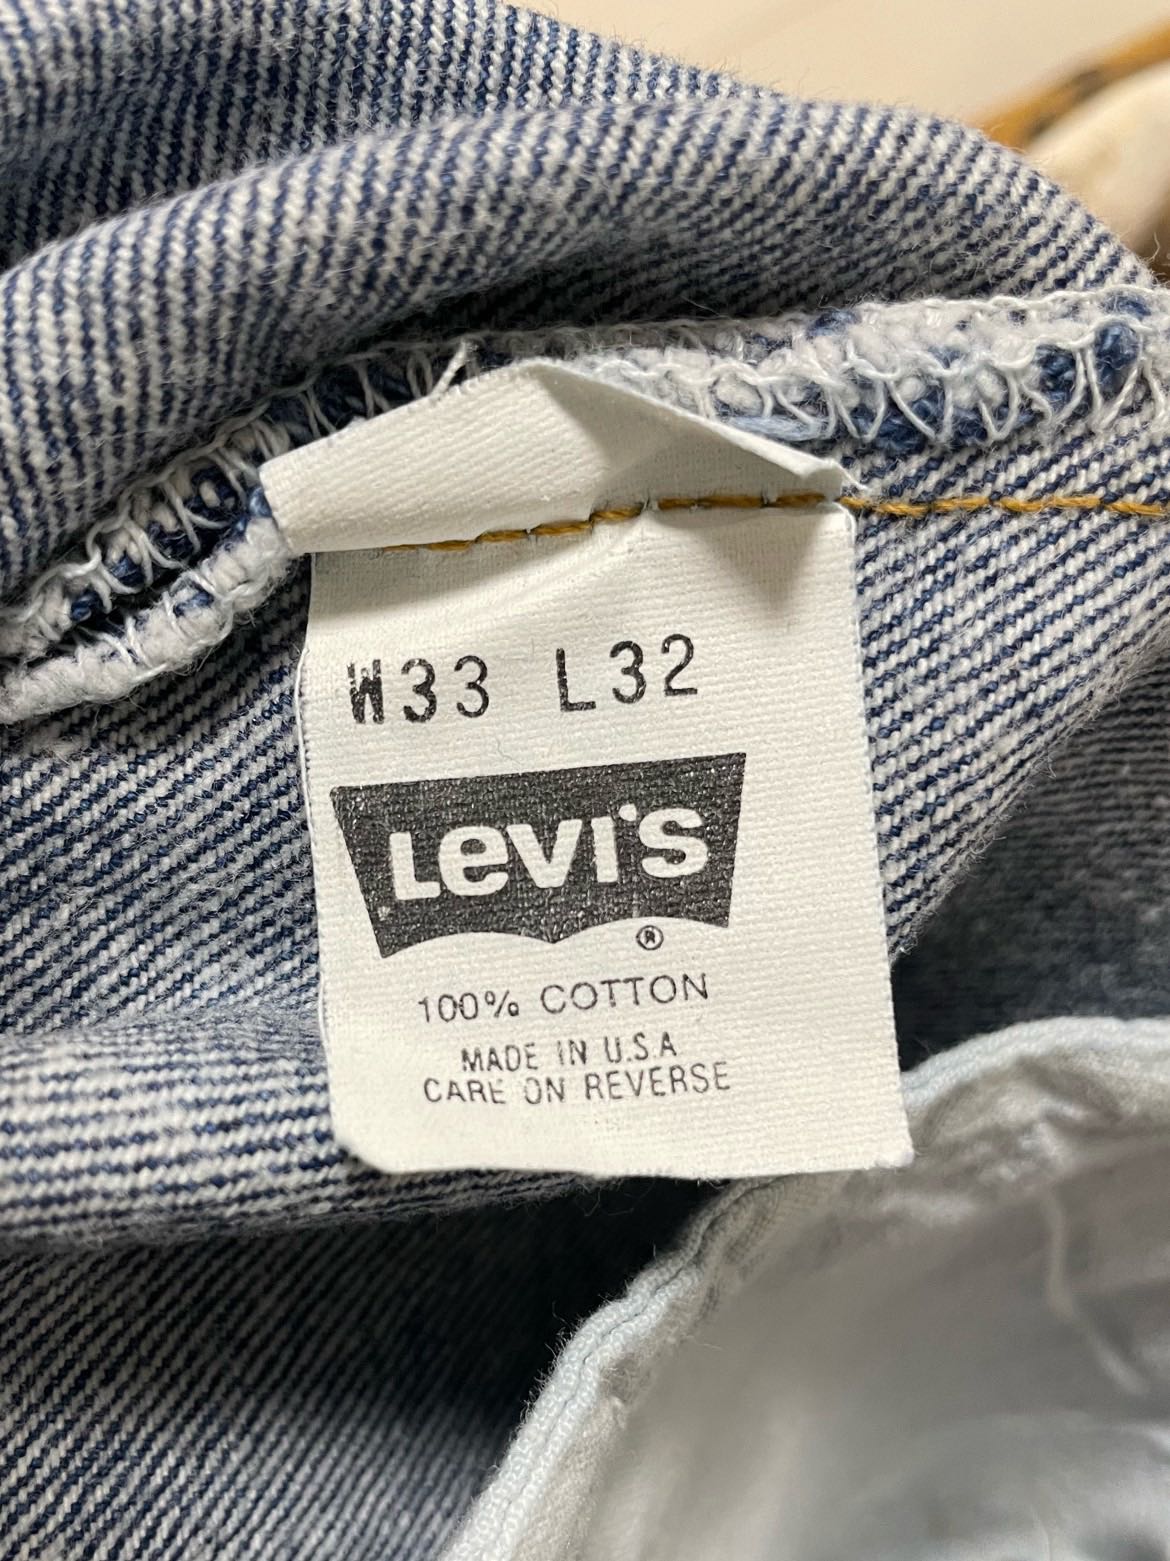 W33 L32
Levi's
®
100% COTTON
MADE IN U.S.A
CARE ON REVERSE